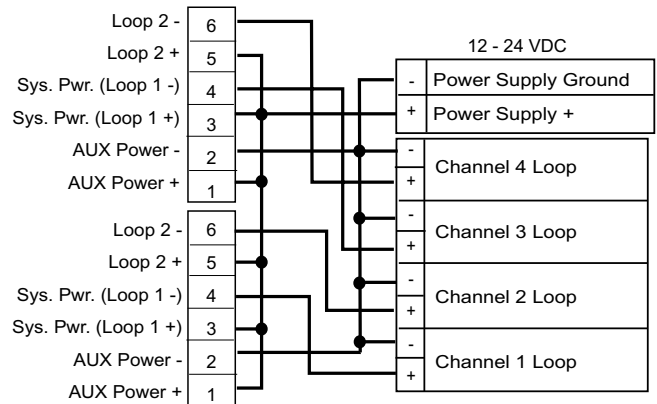 Loop 2 - 6
Loop 2 + 5
Sys. Pwr. (Loop 1 -) 4
Sys. Pwr. (Loop 1 +) 3
AUX Power - 2
AUX Power + 1
Loop 2 - 6
Loop 2 + 5
Sys. Pwr. (Loop 1 -) 4
Sys. Pwr. (Loop 1 +) 3
AUX Power - 2
AUX Power + 1
12 - 24 VDC
- Power Supply Ground
+ Power Supply +
-
Channel 4 Loop
+
-
Channel 3 Loop
+
-
Channel 2 Loop
+
-
Channel 1 Loop
+